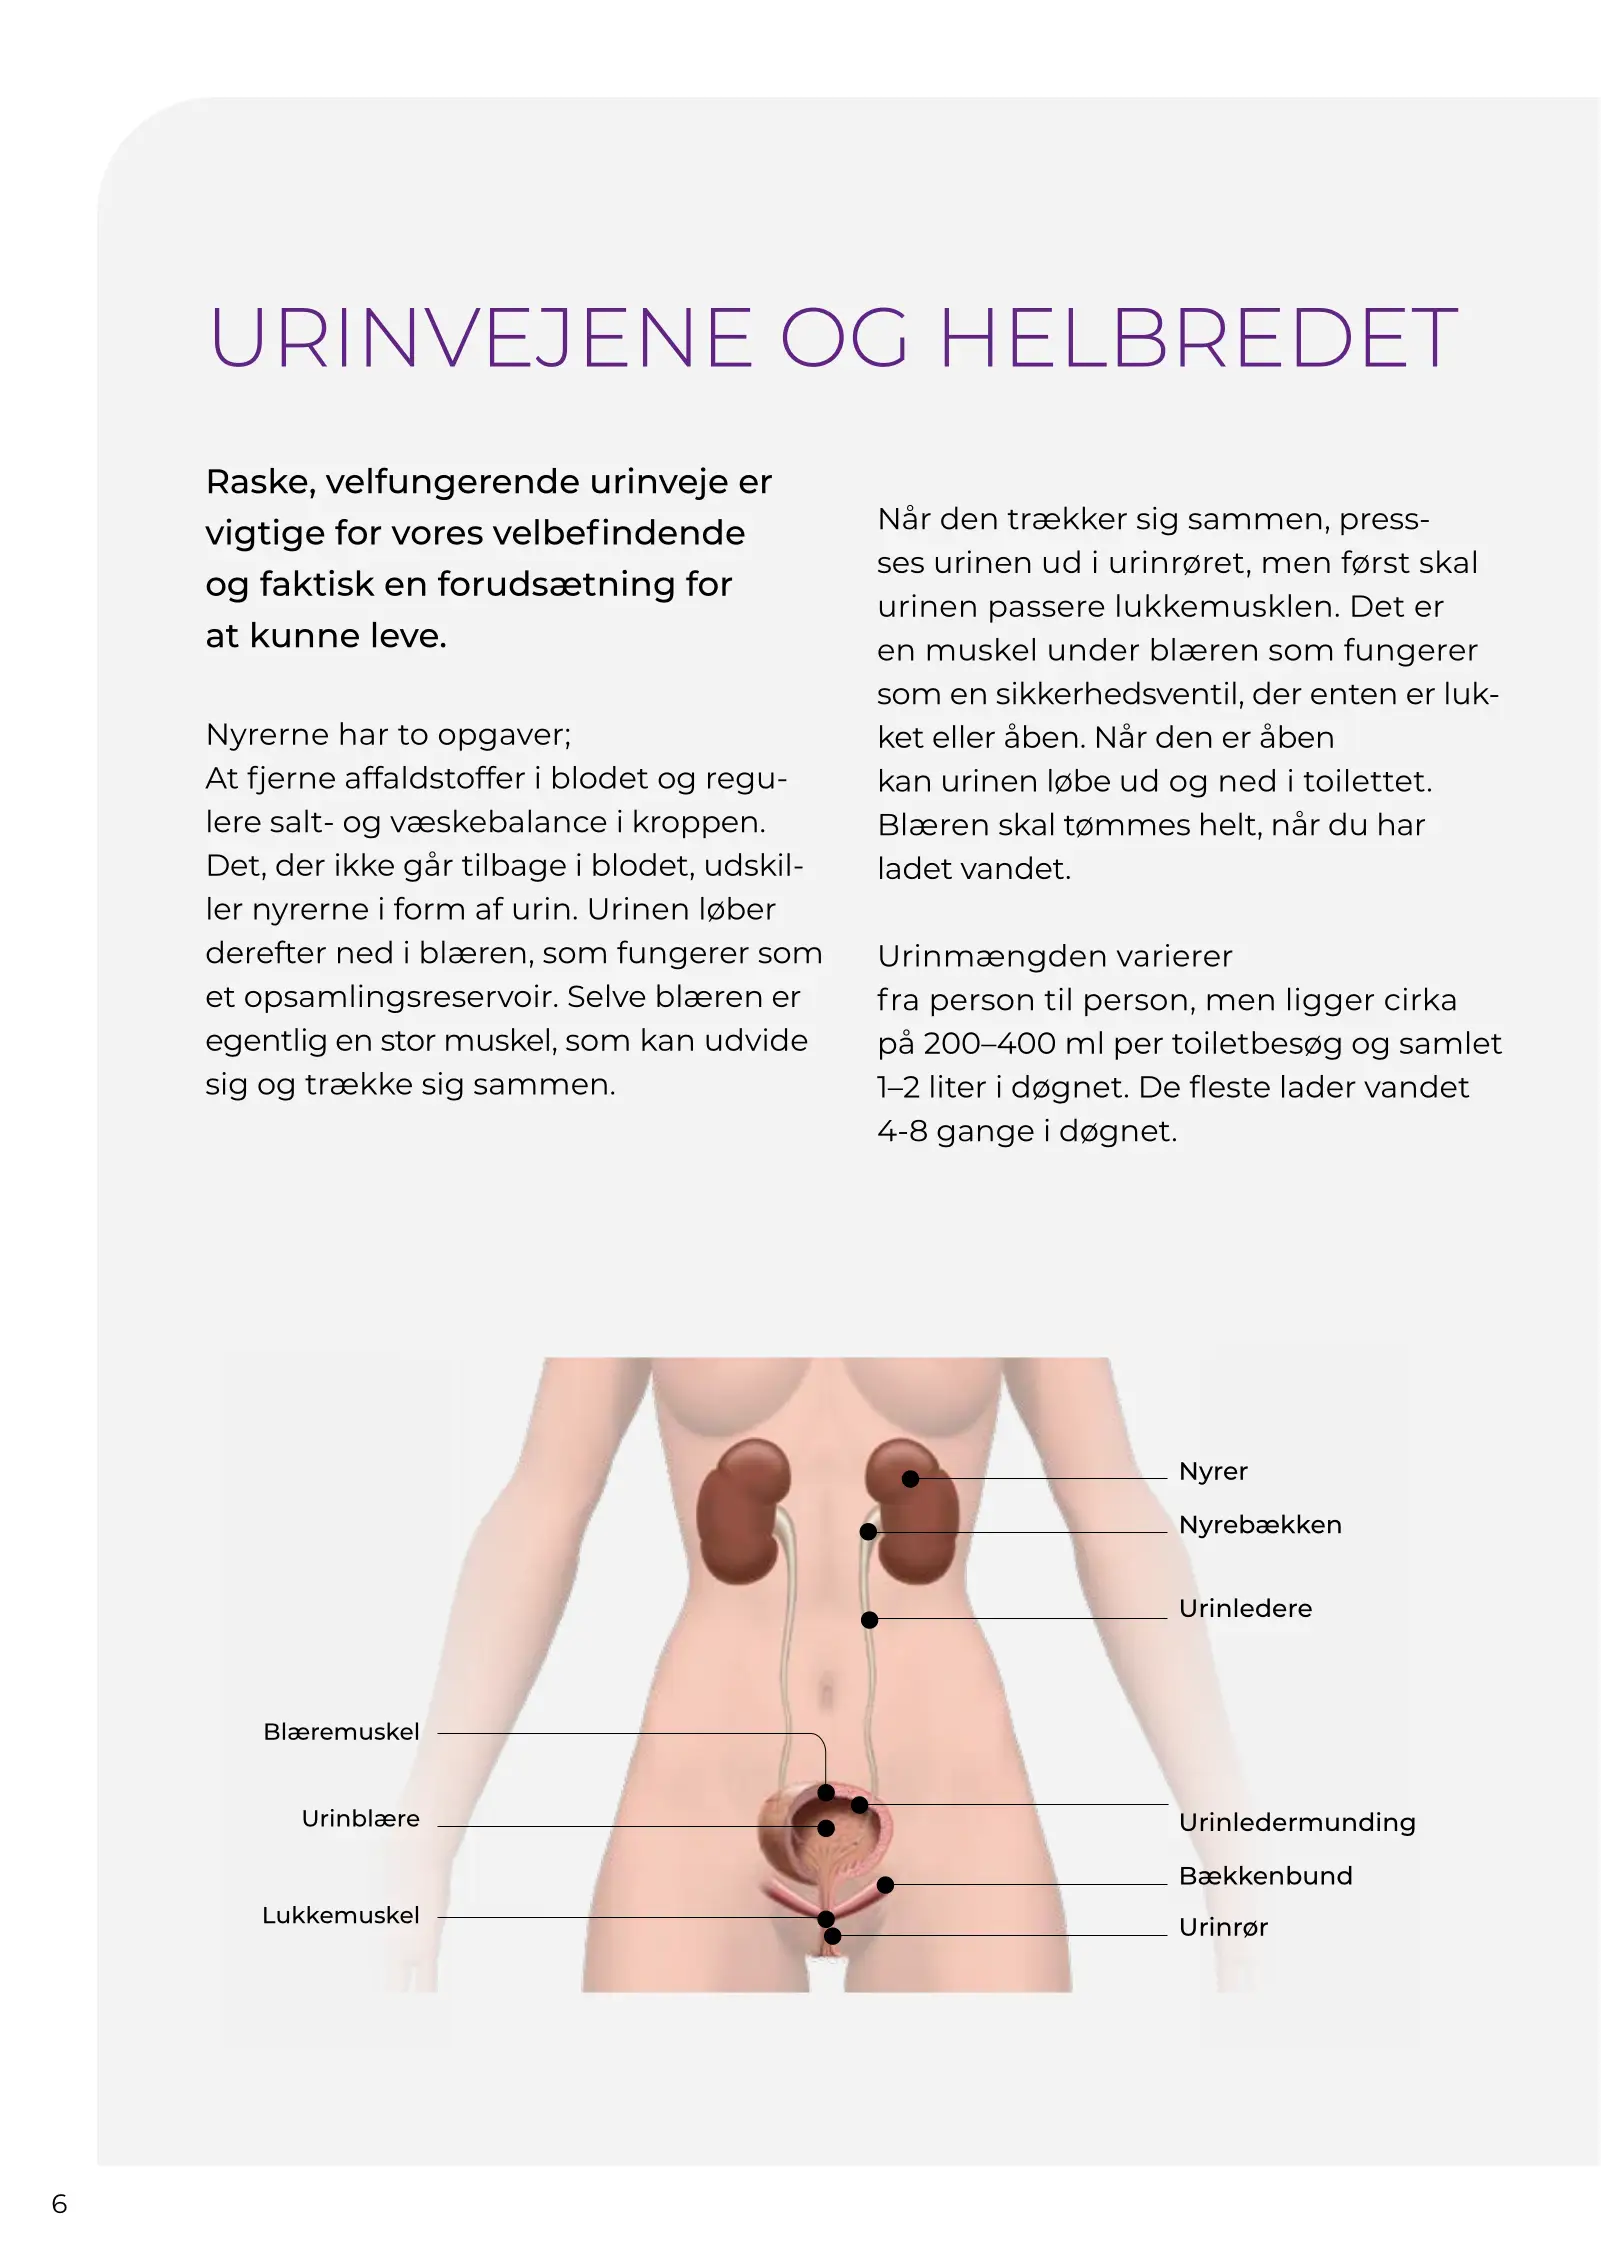 URINVEJENE OG HELBREDET
Raske, velfungerende urinveje er
vigtige for vores velbefindende
og faktisk en forudsætning for
at kunne leve.
Nyrerne har to opgaver;
At fjerne affaldstoffer i blodet og regu-
lere salt- og væskebalance i kroppen.
Det, der ikke går tilbage i blodet, udskil-
ler nyrerne i form af urin. Urinen løber
derefter ned i blæren, som fungerer som
et opsamlingsreservoir. Selve blæren er
egentlig en stor muskel, som kan udvide
sig og trække sig sammen.
Når den trækker sig sammen, press-
ses urinen ud i urinrøret, men først skal
urinen passere lukkemusklen. Det er
en muskel under blæren som fungerer
som en sikkerhedsventil, der enten er luk-
ket eller åben. Når den er åben
kan urinen løbe ud og ned i toilettet.
Blæren skal tømmes helt, når du har
ladet vandet.
Urinmængden varierer
fra person til person, men ligger cirka
på 200–400 ml per toiletbesøg og samlet
1–2 liter i døgnet. De fleste lader vandet
4-8 gange i døgnet.
Nyrer
Nyrebækken
Urinledere
Blæremuskel
Urinblære
Urinledermunding
Bækkenbund
Lukkemuskel
Urinrør
6